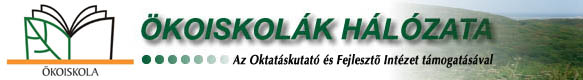 ÖKOISKOLÁK HÁLÓZATA
Az Oktatáskutató és Fejlesztő Intézet támogatásával
ÖKOISKOLA